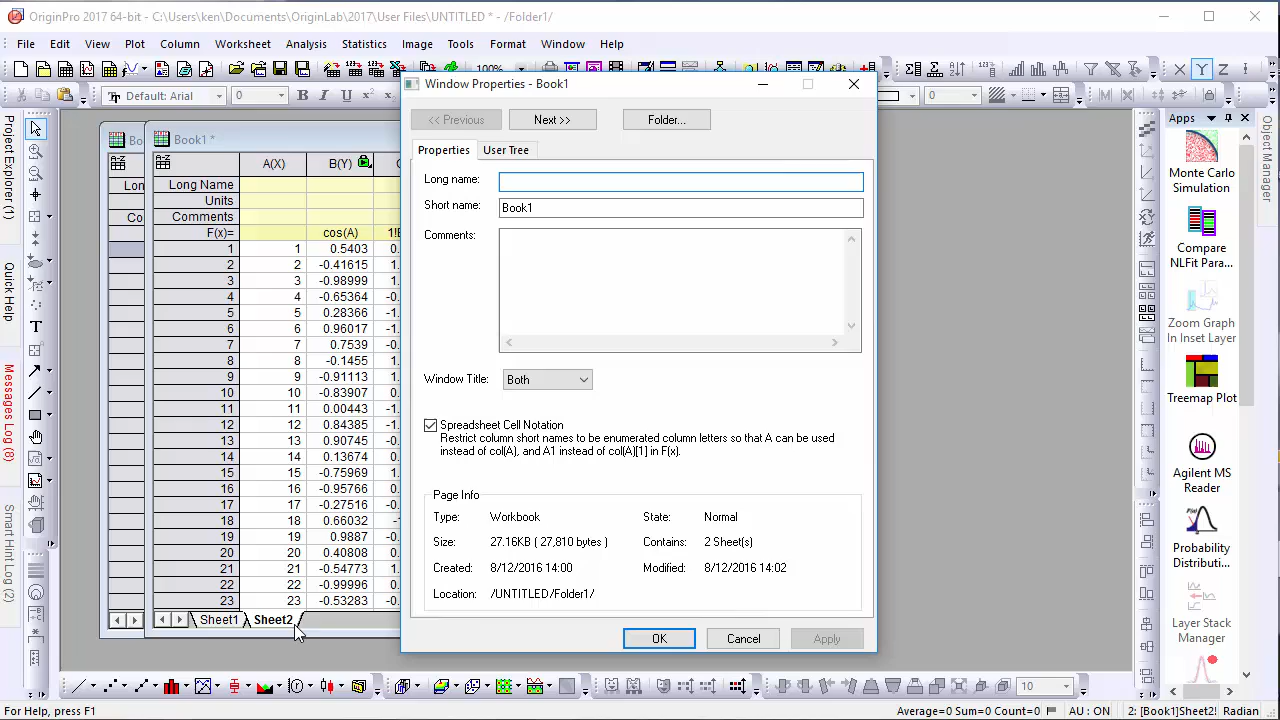 OriginPro 2017 64-bit - C:\Users\ken\Documents\OriginLab\2017\User Files\UNTITLED * - /Folder1/
File Edit View Plot Column Worksheet Analysis Statistics Image Tools Format Window Help
100%
Default: Arial 0 B I U 0
Window Properties - Book1
<< Previous Next >> Folder...
Properties User Tree
Long name:
Short name: Book1
Comments:
Window Title: Both
Spreadsheet Cell Notation
Restrict column short names to be enumerated column letters so that A can be used
instead of col(A), and A1 instead of col(A)[1] in F(x).
Page Info
Type: Workbook State: Normal
Size: 27,810 bytes ) Contains: 2 Sheet(s)
Created: 8/12/2016 14:00 Modified: 8/12/2016 14:02
Location: /UNTITLED/Folder1/
OK Cancel Apply
Project Explorer (1)
Quick Help
Messages Log (8)
Smart Hint Log (2)
Book1 *
A(X) B(Y)
Long Name
Units
Comments
F(x)= cos(A)
1 1 0.5403
2 2 -0.41615
3 3 -0.98999
4 4 -0.65364
5 5 0.28366
6 6 0.96017
7 7 0.7539
8 8 -0.1455
9 9 -0.91113
10 10 -0.83907
11 11 0.00443
12 12 0.84385
13 13 0.90745
14 14 0.13674
15 15 -0.75969
16 16 -0.95766
17 17 -0.27516
18 18 0.66032
19 19 0.9887
20 20 0.40808
21 21 -0.54773
22 22 -0.99996
23 23 -0.53283
Sheet1 Sheet2
Apps
Monte Carlo
Simulation
Compare
NLFit Para...
Zoom Graph
In Inset Layer
Treemap Plot
Agilent MS
Reader
Probability
Distributi...
Layer Stack
Manager
Object Manager
10
For Help, press F1 Average=0 Sum=0 Count=0 AU : ON 2: [Book1]Sheet2! Radian